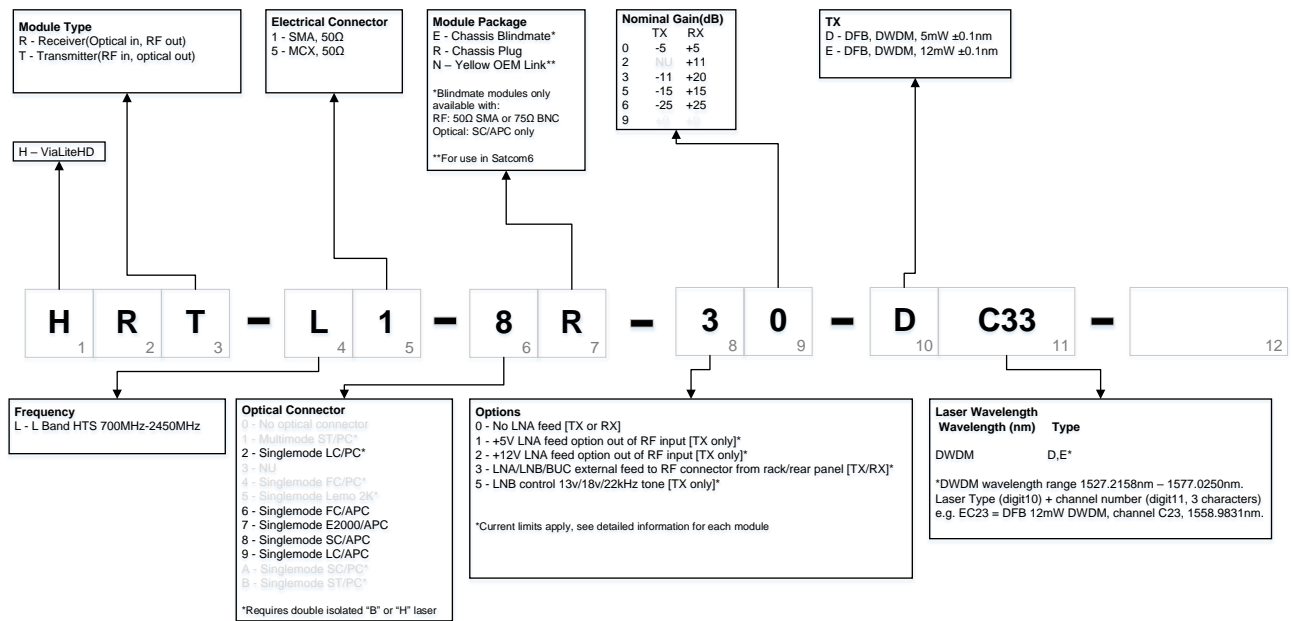 Module Type
R - Receiver(Optical in, RF out)
T - Transmitter(RF in, optical out)
Electrical Connector
1 - SMA, 50Ω
5 - MCX, 50Ω
Module Package
E - Chassis Blindmate*
R - Chassis Plug
N – Yellow OEM Link**
*Blindmate modules only
available with:
RF: 50Ω SMA or 75Ω BNC
Optical: SC/APC only
**For use in Satcom6
Nominal Gain(dB)
TX RX
0 -5 +5
2 NU +11
3 -11 +20
5 -15 +15
6 -25 +25
9
TX
D - DFB, DWDM, 5mW ±0.1nm
E - DFB, DWDM, 12mW ±0.1nm
H – ViaLiteHD
H R T – L 1 – 8 R – 3 0 – D C33 –
1 2 3 4 5 6 7 8 9 10 11 12
Frequency
L - L Band HTS 700MHz-2450MHz
Optical Connector
0 - No optical connector
1 - Multimode ST/PC*
2 - Singlemode LC/PC*
3 - NU
4 - Singlemode FC/PC*
5 - Singlemode Lemo 2K*
6 - Singlemode FC/APC
7 - Singlemode E2000/APC
8 - Singlemode SC/APC
9 - Singlemode LC/APC
A - Singlemode SC/PC*
B - Singlemode ST/PC*
*Requires double isolated “B” or “H” laser
Options
0 - No LNA feed [TX or RX]
1 - +5V LNA feed option out of RF input [TX only]*
2 - +12V LNA feed option out of RF input [TX only]*
3 - LNA/LNB/BUC external feed to RF connector from rack/rear panel [TX/RX]*
5 - LNB control 13v/18v/22kHz tone [TX only]*
*Current limits apply, see detailed information for each module
Laser Wavelength
Wavelength (nm) Type
DWDM D,E*
*DWDM wavelength range 1527.2158nm – 1577.0250nm.
Laser Type (digit10) + channel number (digit11, 3 characters)
e.g. EC23 = DFB 12mW DWDM, channel C23, 1558.9831nm.